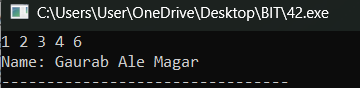 C:\Users\User\OneDrive\Desktop\BIT\42.exe
1 2 3 4 6
Name: Gaurab Ale Magar
--------------------------------